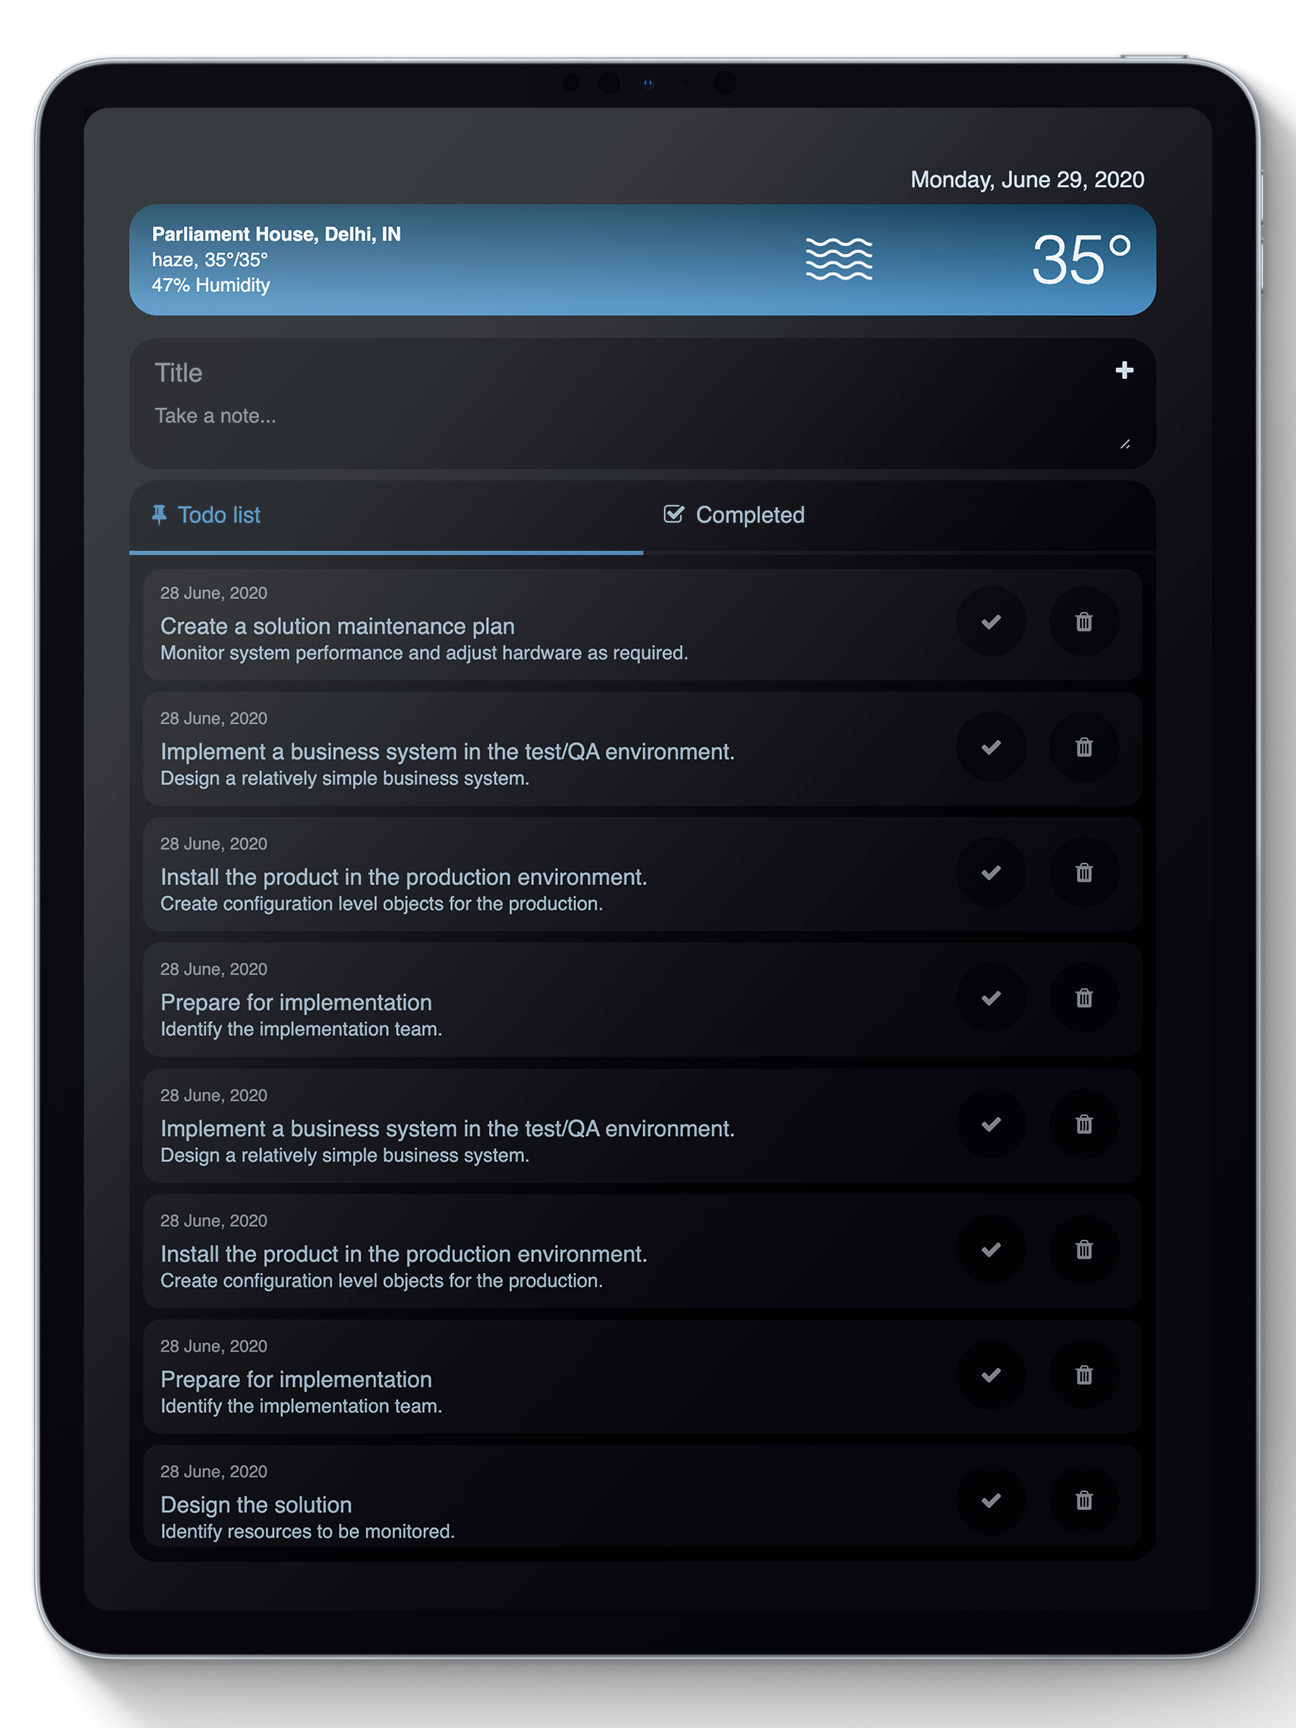 Monday, June 29, 2020
Parliament House, Delhi, IN
haze, 35°/35°
47% Humidity
35°
Title
Take a note...
Todo list
Completed
28 June, 2020
Create a solution maintenance plan
Monitor system performance and adjust hardware as required.
28 June, 2020
Implement a business system in the test/QA environment.
Design a relatively simple business system.
28 June, 2020
Install the product in the production environment.
Create configuration level objects for the production.
28 June, 2020
Prepare for implementation
Identify the implementation team.
28 June, 2020
Implement a business system in the test/QA environment.
Design a relatively simple business system.
28 June, 2020
Install the product in the production environment.
Create configuration level objects for the production.
28 June, 2020
Prepare for implementation
Identify the implementation team.
28 June, 2020
Design the solution
Identify resources to be monitored.